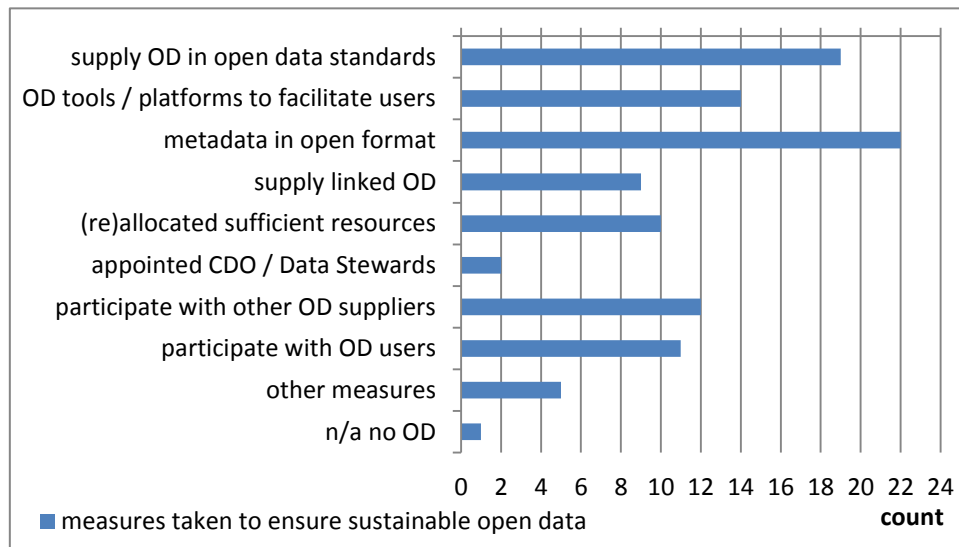 supply OD in open data standards
OD tools / platforms to facilitate users
metadata in open format
supply linked OD
(re)allocated sufficient resources
appointed CDO / Data Stewards
participate with other OD suppliers
participate with OD users
other measures
n/a no OD
0 2 4 6 8 10 12 14 16 18 20 22 24
measures taken to ensure sustainable open data
count